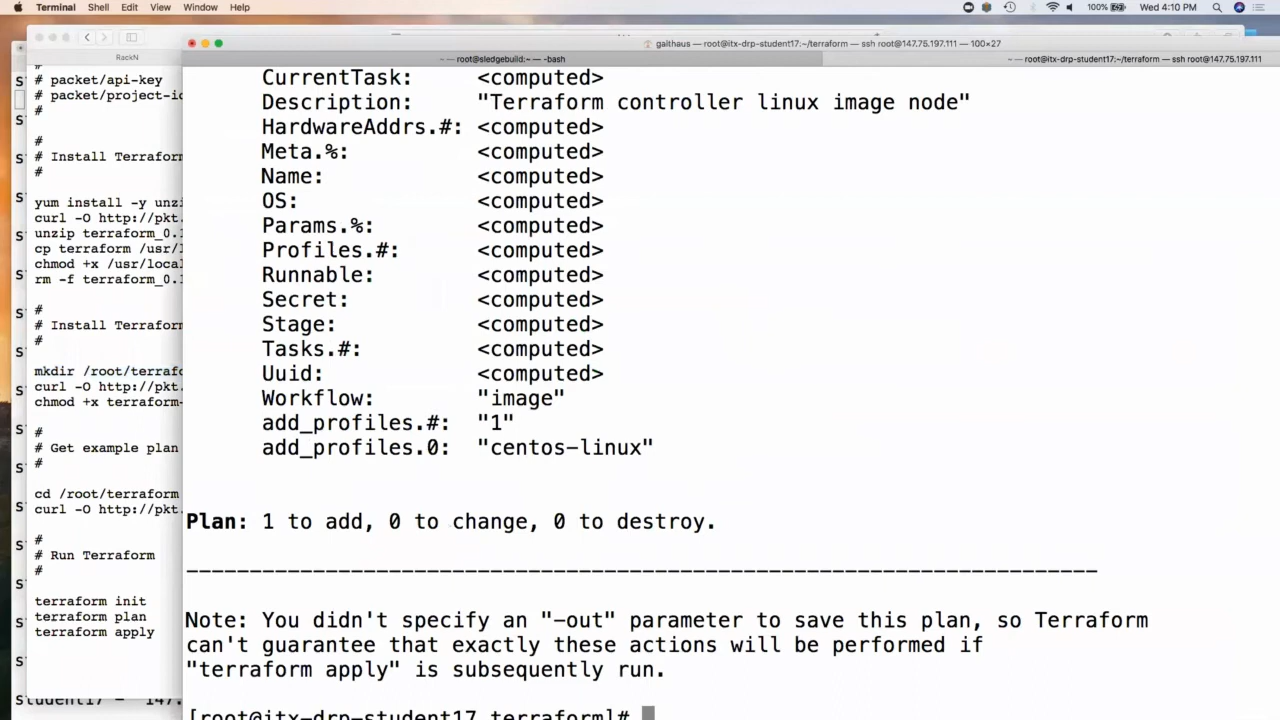 Terminal Shell Edit View Window Help 100% Wed 4:10 PM
gaithaus — root@itx-drp-student17:~/terraform — ssh root@147.75.197.111 — 100×27
RackN
~ — root@sledgebuild:~ — -bash
~ — root@itx-drp-student17:~/terraform — ssh root@147.75.197.111
#
# packet/api-key
# packet/project-id
#
#
# Install Terraform
#
yum install -y unzi
curl -O http://pkt.
unzip terraform_0.1
cp terraform /usr/l
chmod +x /usr/loca
rm -f terraform_0.1
#
# Install Terraform
#
mkdir /root/terrafo
curl -O http://pkt.
chmod +x terraform-
#
# Get example plan
#
cd /root/terraform
curl -O http://pkt.
#
# Run Terraform
#
terraform init
terraform plan
terraform apply
student17 - 147.
CurrentTask: <computed>
Description: "Terraform controller linux image node"
HardwareAddrs.#: <computed>
Meta.%: <computed>
Name: <computed>
OS: <computed>
Params.%: <computed>
Profiles.#: <computed>
Runnable: <computed>
Secret: <computed>
Stage: <computed>
Tasks.#: <computed>
Uuid: <computed>
Workflow: "image"
add_profiles.#: "1"
add_profiles.0: "centos-linux"
Plan: 1 to add, 0 to change, 0 to destroy.
------------------------------------------------------------------------
Note: You didn't specify an "-out" parameter to save this plan, so Terraform
can't guarantee that exactly these actions will be performed if
"terraform apply" is subsequently run.
[root@itx-drp-student17 terraform]#